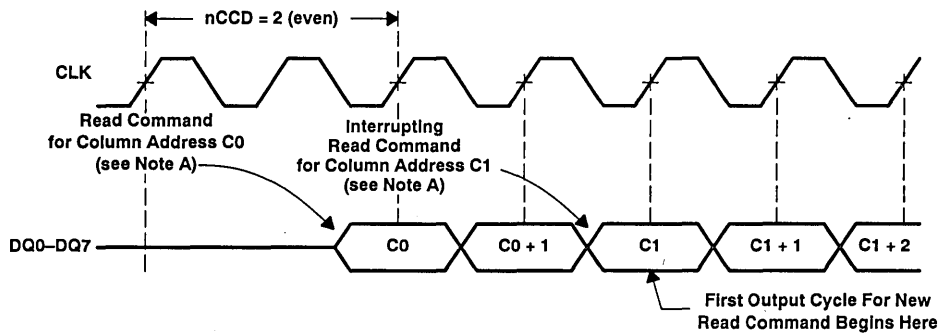 nCCD = 2 (even)
CLK
Read Command
for Column Address C0
(see Note A)
Interrupting
Read Command
for Column Address C1
(see Note A)
DQ0–DQ7
C0
C0 + 1
C1
C1 + 1
C1 + 2
First Output Cycle For New
Read Command Begins Here